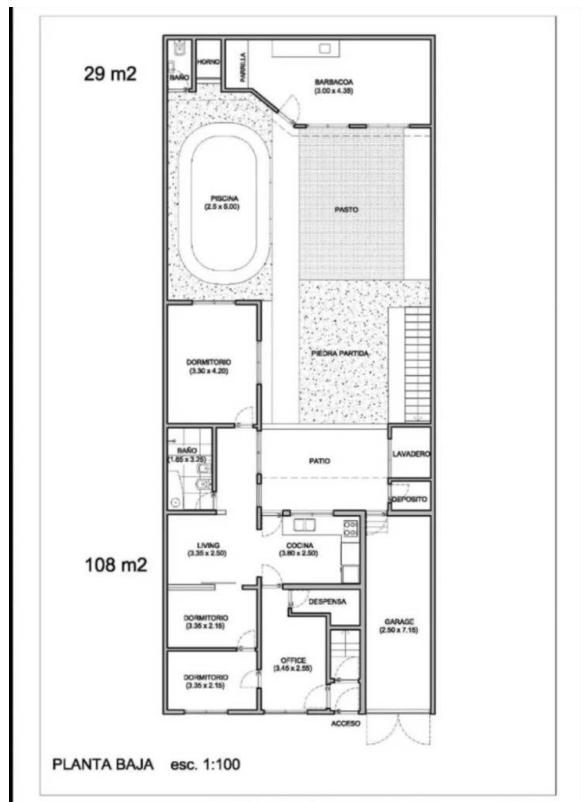 29 m2
BAÑO
HORNO
PARRILLA
BARBACOA
(3.00 x 4.35)
PISCINA
(2.5 x 5.00)
PASTO
PIEDRA PARTIDA
DORMITORIO
(3.30 x 4.20)
BAÑO
(1.65 x 3.25)
PATIO
LAVADERO
DEPOSITO
LIVING
(3.35 x 2.50)
COCINA
(3.80 x 2.50)
108 m2
DESPENSA
DORMITORIO
(3.35 x 2.15)
GARAGE
(2.50 x 7.15)
OFFICE
(3.45 x 2.55)
DORMITORIO
(3.35 x 2.15)
ACCESO
PLANTA BAJA esc. 1:100